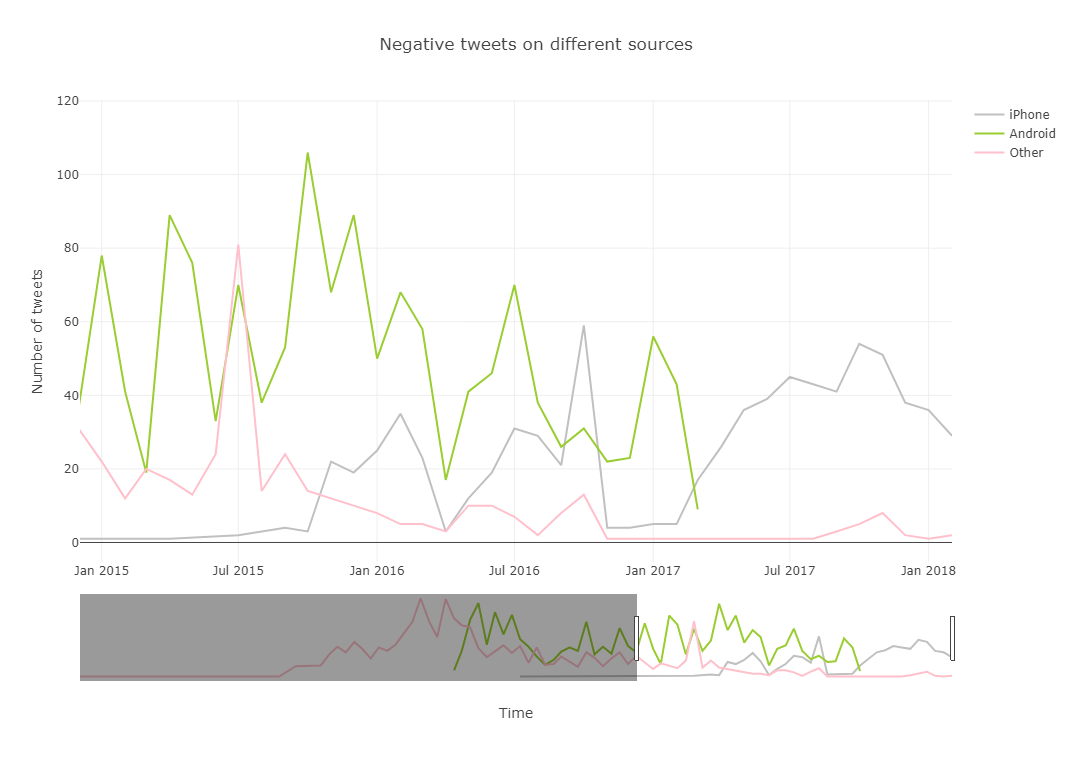 Negative tweets on different sources
iPhone
Android
Other
Number of tweets
120
100
80
60
40
20
0
Jan 2015 Jul 2015 Jan 2016 Jul 2016 Jan 2017 Jul 2017 Jan 2018
Time